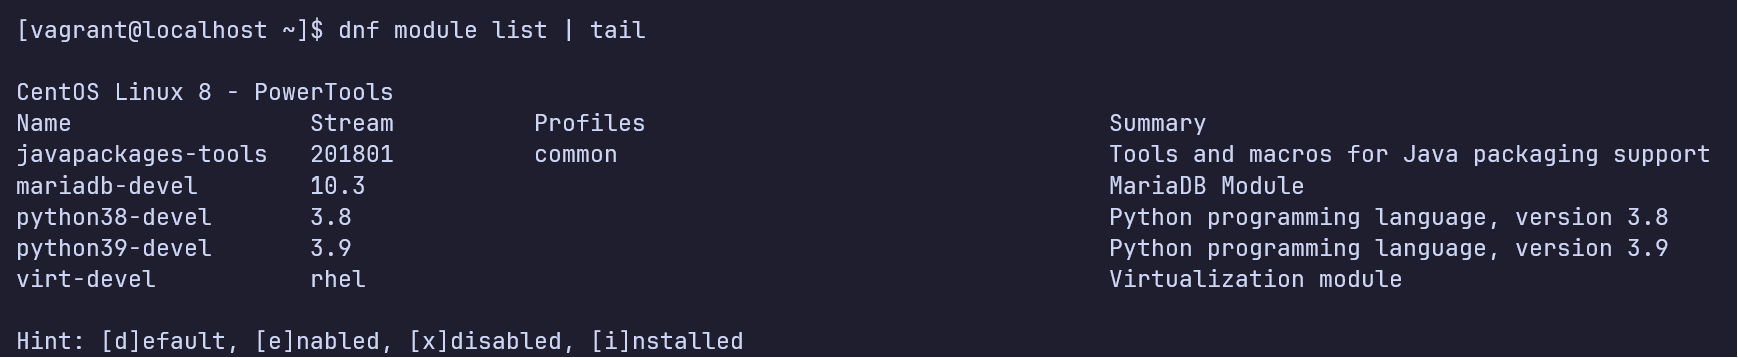 [vagrant@localhost ~]$ dnf module list | tail
CentOS Linux 8 - PowerTools
Name Stream Profiles Summary
javapackages-tools 201801 common Tools and macros for Java packaging support
mariadb-devel 10.3 MariaDB Module
python38-devel 3.8 Python programming language, version 3.8
python39-devel 3.9 Python programming language, version 3.9
virt-devel rhel Virtualization module
Hint: [d]efault, [e]nabled, [x]disabled, [i]nstalled